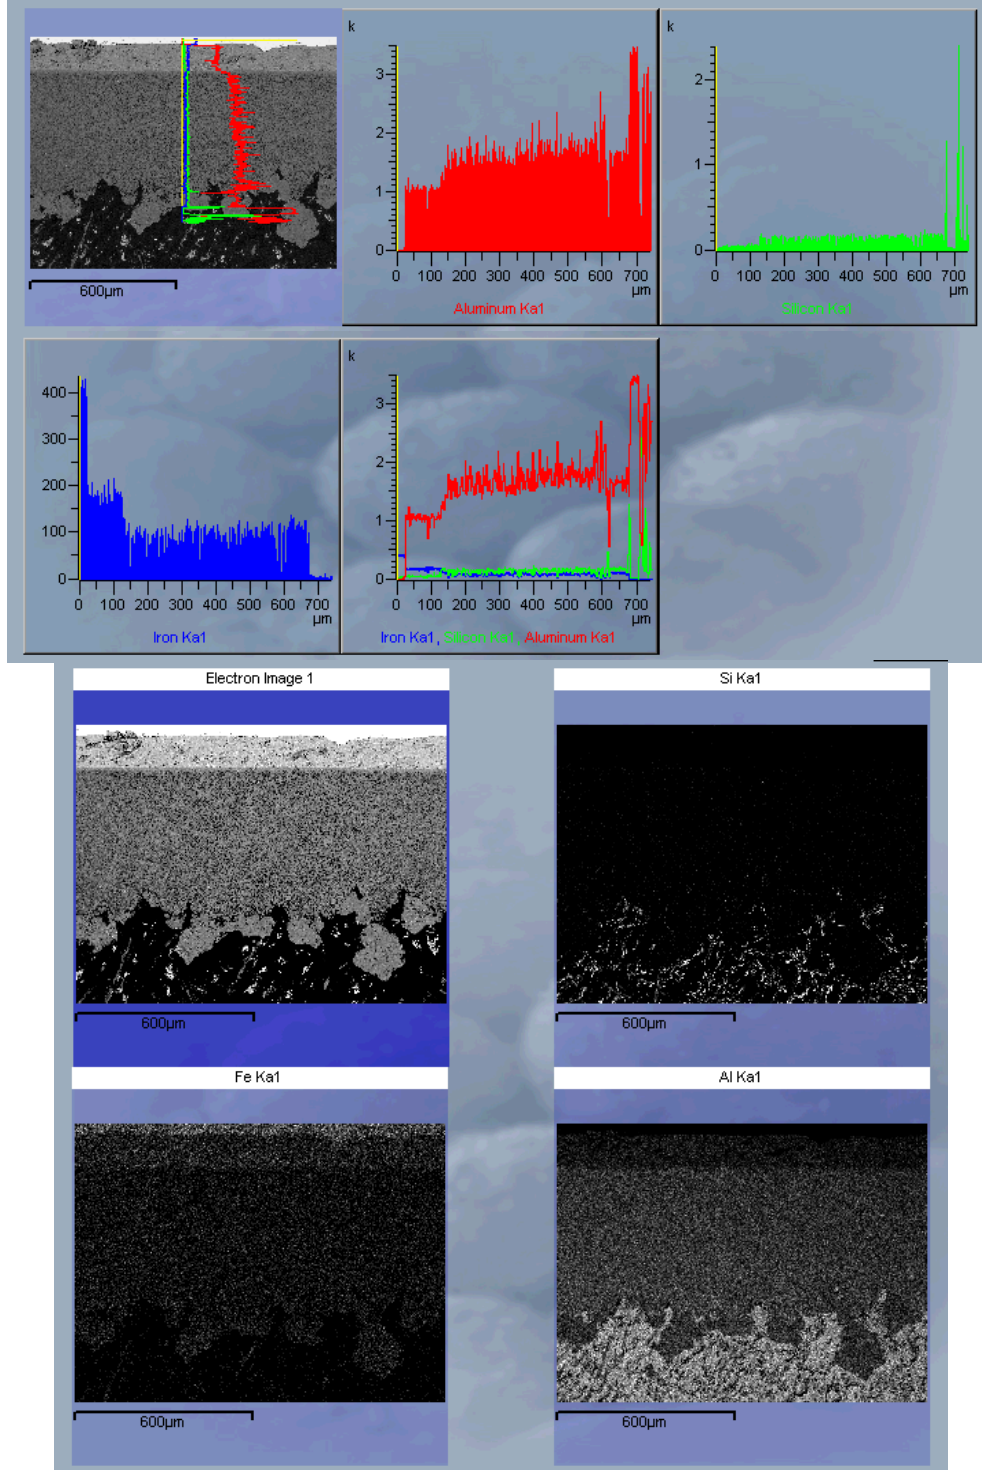 600µm
k
3
2
1
0
0 100 200 300 400 500 600 700
µm
Aluminum Ka1
k
2
1
0
0 100 200 300 400 500 600 700
µm
Silicon Ka1
400
300
200
100
0
0 100 200 300 400 500 600 700
µm
Iron Ka1
k
3
2
1
0
0 100 200 300 400 500 600 700
µm
Iron Ka1, Silicon Ka1, Aluminum Ka1
Electron Image 1
600µm
Si Ka1
600µm
Fe Ka1
600µm
Al Ka1
600µm